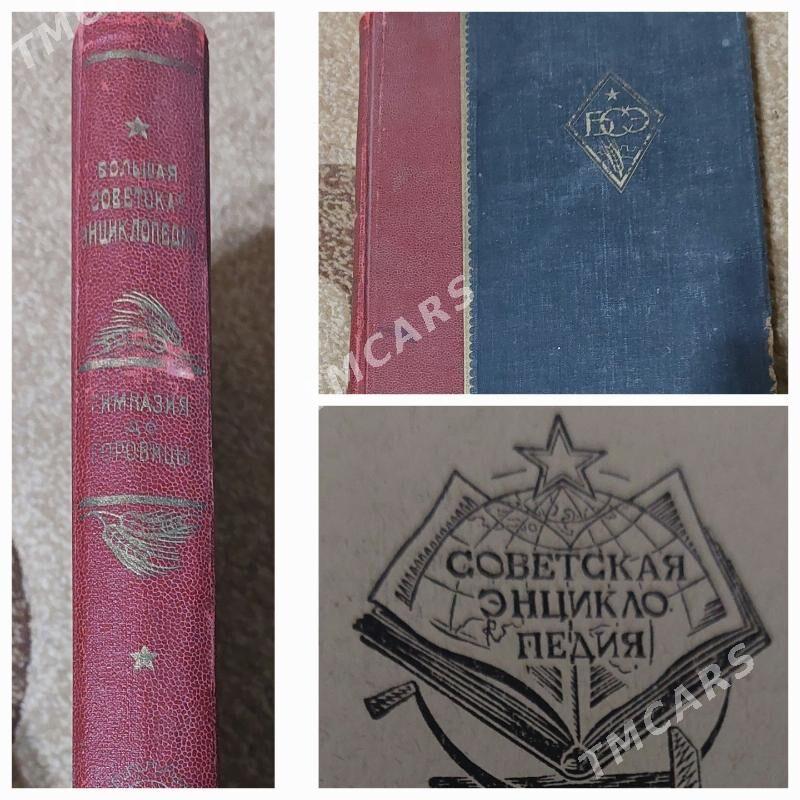 БОЛЬШАЯ
СОВЕТСКАЯ
ЭНЦИКЛОПЕДИЯ
ГИМНАЗИЯ
ГОРОВИЦЫ
БСЭ
СОВЕТСКАЯ
ЭНЦИКЛО
ПЕДИЯ
TMCARS
TMCARS
TMCARS